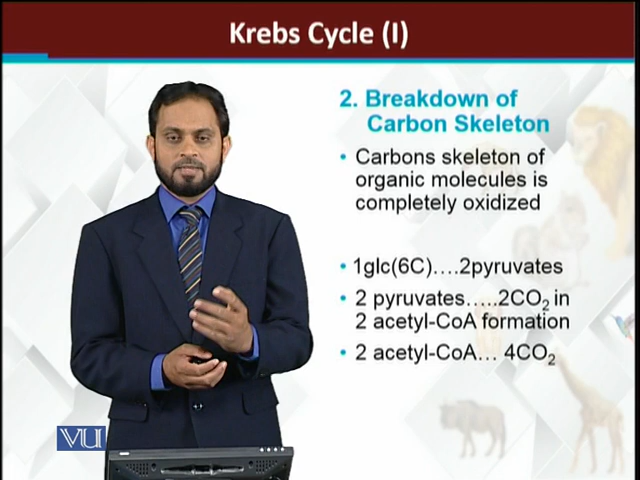 Krebs Cycle (I)
2. Breakdown of
Carbon Skeleton
• Carbons skeleton of
organic molecules is
completely oxidized
• 1glc(6C)….2pyruvates
• 2 pyruvates…..2CO₂ in
2 acetyl-CoA formation
• 2 acetyl-CoA… 4CO₂
VU